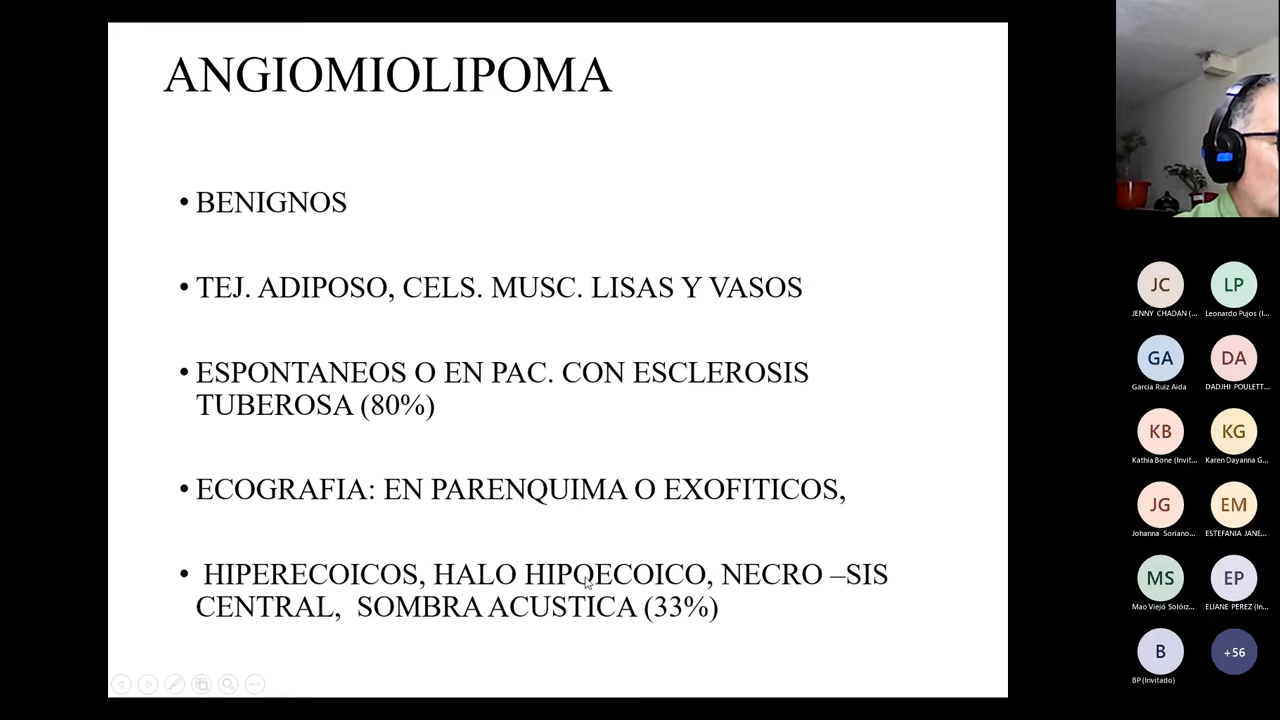 ANGIOMIOLIPOMA
• BENIGNOS
• TEJ. ADIPOSO, CELS. MUSC. LISAS Y VASOS
• ESPONTANEOS O EN PAC. CON ESCLEROSIS
TUBEROSA (80%)
• ECOGRAFIA: EN PARENQUIMA O EXOFITICOS,
• HIPERECOICOS, HALO HIPOECOICO, NECRO –SIS
CENTRAL, SOMBRA ACUSTICA (33%)
JC
LP
JENNY CHADAN (...
Leonardo Pujos (I...
GA
DA
Garcia Ruiz Aida
DADJHI POULETT...
KB
KG
Kathia Bone (Invit...
Karen Dayanna G...
JG
EM
Johanna Soriano...
ESTEFANIA JANE...
MS
EP
Mao Viejó Solórz...
ELIANE PEREZ (In...
B
+56
BP (Invitado)